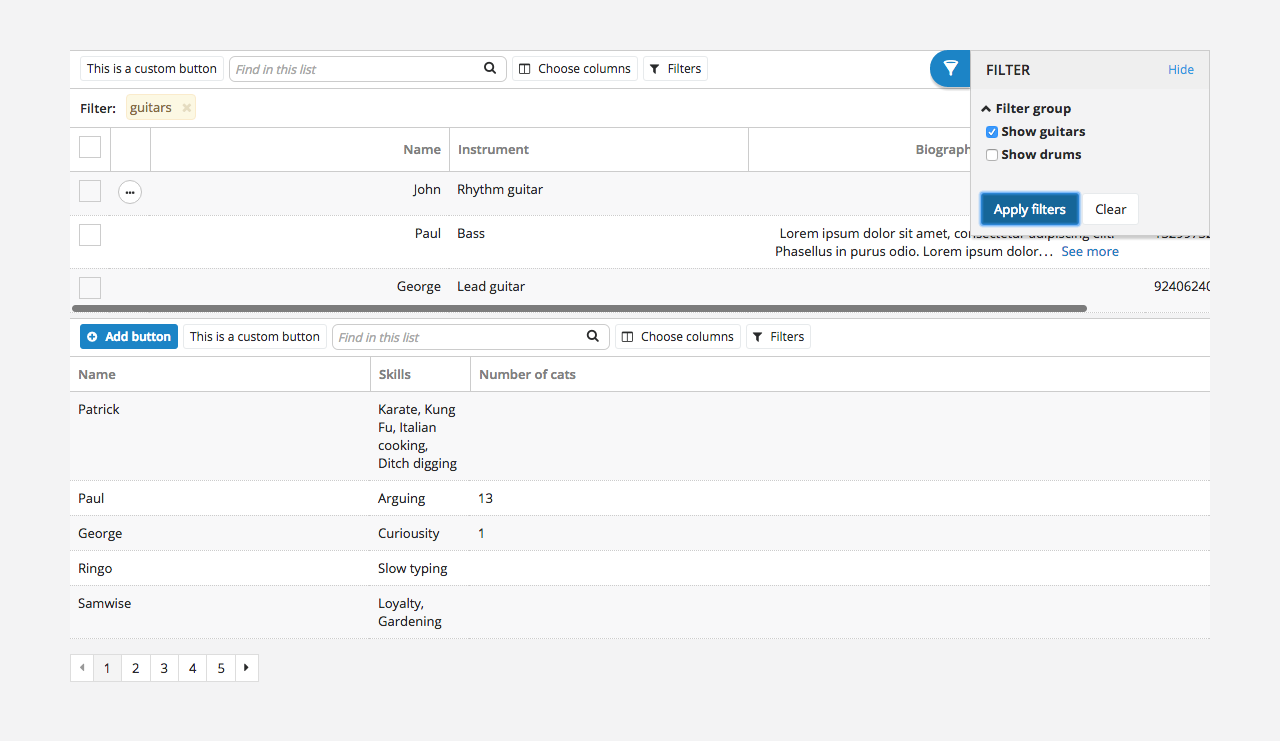 This is a custom button Find in this list Choose columns Filters
FILTER Hide
Filter: guitars
Filter group
Show guitars
Show drums
Apply filters Clear
Name Instrument
John Rhythm guitar
Paul Bass Lorem ipsum dolor sit amet,
Phasellus in purus odio. Lorem ipsum dolor... See more
George Lead guitar 92406240
Add button This is a custom button Find in this list Choose columns Filters
Name Skills Number of cats
Patrick Karate, Kung
Fu, Italian
cooking,
Ditch digging
Paul Arguing 13
George Curiousity 1
Ringo Slow typing
Samwise Loyalty,
Gardening
1 2 3 4 5